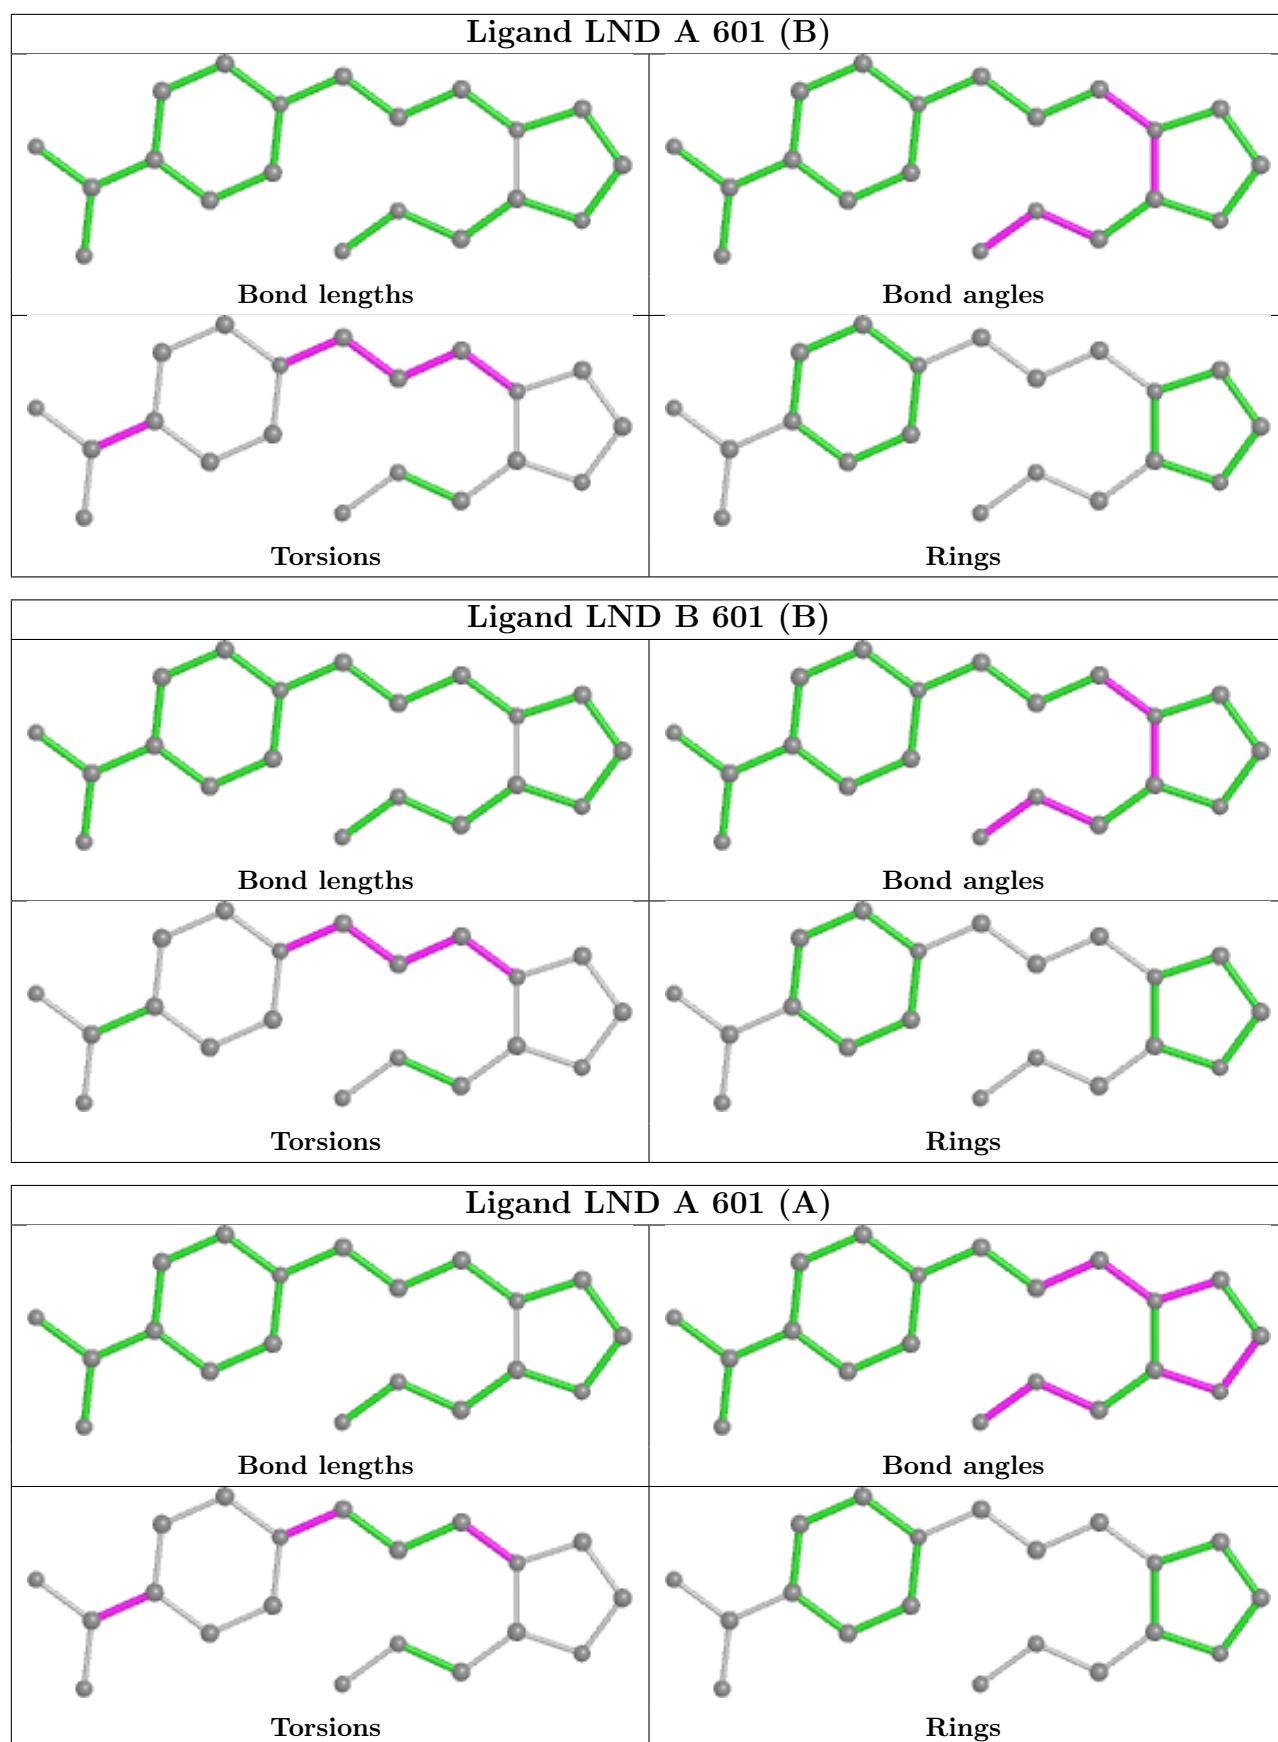 Ligand LND A 601 (B)
Bond lengths
Bond angles
Torsions
Rings
Ligand LND B 601 (B)
Bond lengths
Bond angles
Torsions
Rings
Ligand LND A 601 (A)
Bond lengths
Bond angles
Torsions
Rings